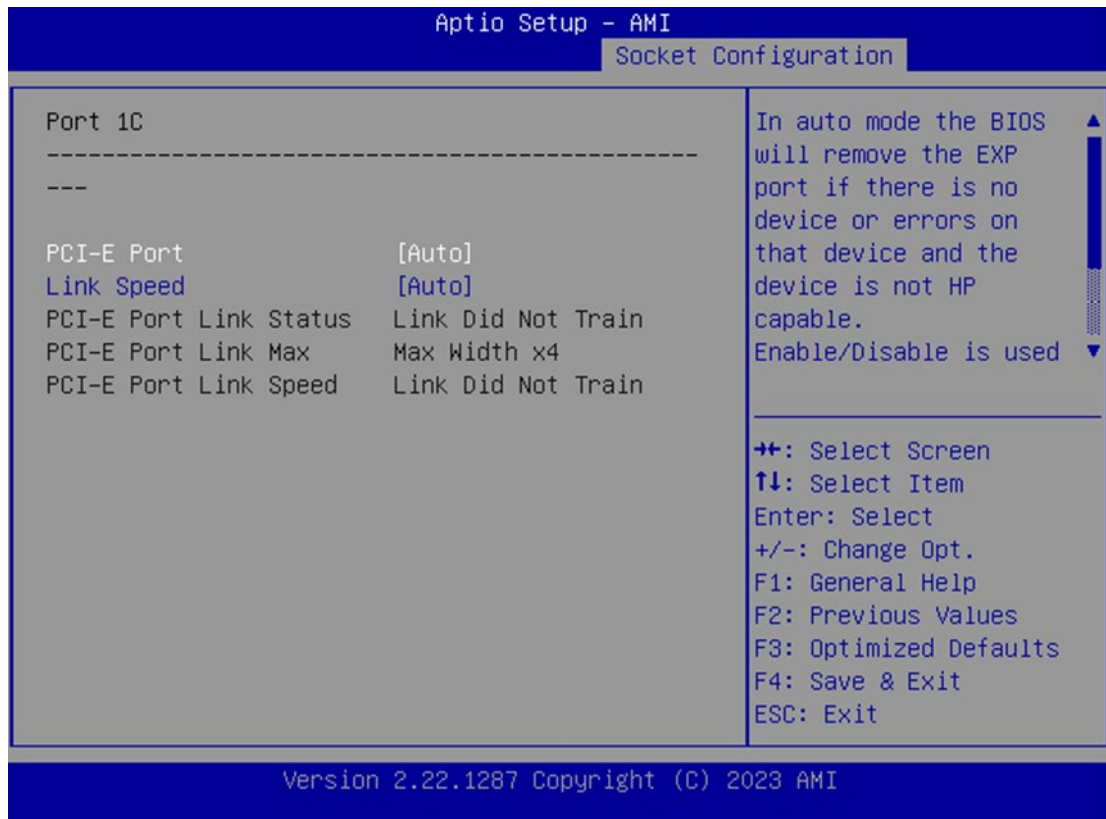 Aptio Setup – AMI
Socket Configuration
Port 1C
-----------------------------------------------
---
PCI-E Port [Auto]
Link Speed [Auto]
PCI-E Port Link Status Link Did Not Train
PCI-E Port Link Max Max Width x4
PCI-E Port Link Speed Link Did Not Train
In auto mode the BIOS
will remove the EXP
port if there is no
device or errors on
that device and the
device is not HP
capable.
Enable/Disable is used
→←: Select Screen
↑↓: Select Item
Enter: Select
+/-: Change Opt.
F1: General Help
F2: Previous Values
F3: Optimized Defaults
F4: Save & Exit
ESC: Exit
Version 2.22.1287 Copyright (C) 2023 AMI